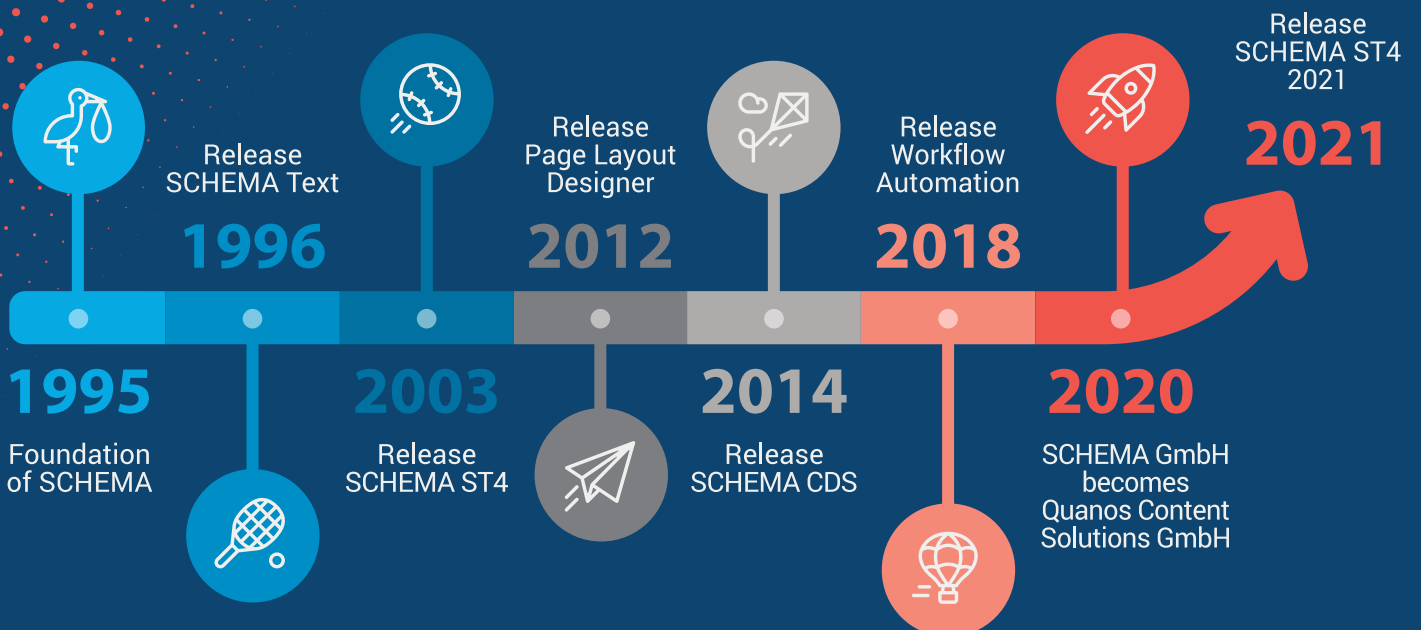 1995
Foundation
of SCHEMA
Release
SCHEMA Text
1996
2003
Release
SCHEMA ST4
Release
Page Layout
Designer
2012
2014
Release
SCHEMA CDS
Release
Workflow
Automation
2018
2020
SCHEMA GmbH
becomes
Quanos Content
Solutions GmbH
Release
SCHEMA ST4
2021
2021